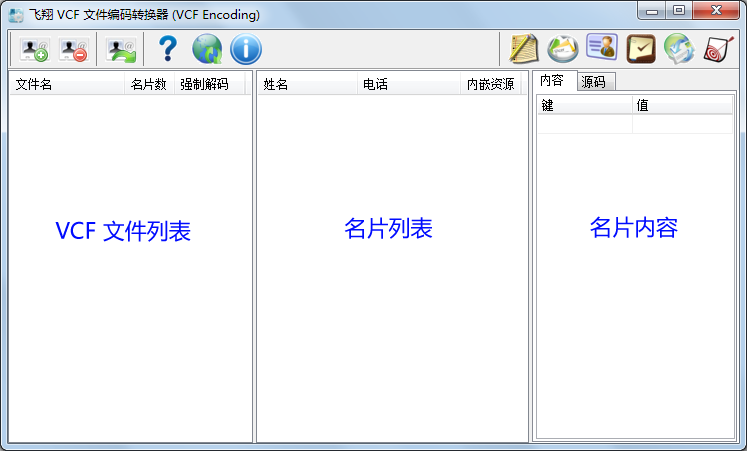 飞翔 VCF 文件编码转换器 (VCF Encoding)
文件名 名片数 强制解码
姓名 电话 内嵌资源
内容 源码
键 值
VCF 文件列表
名片列表
名片内容